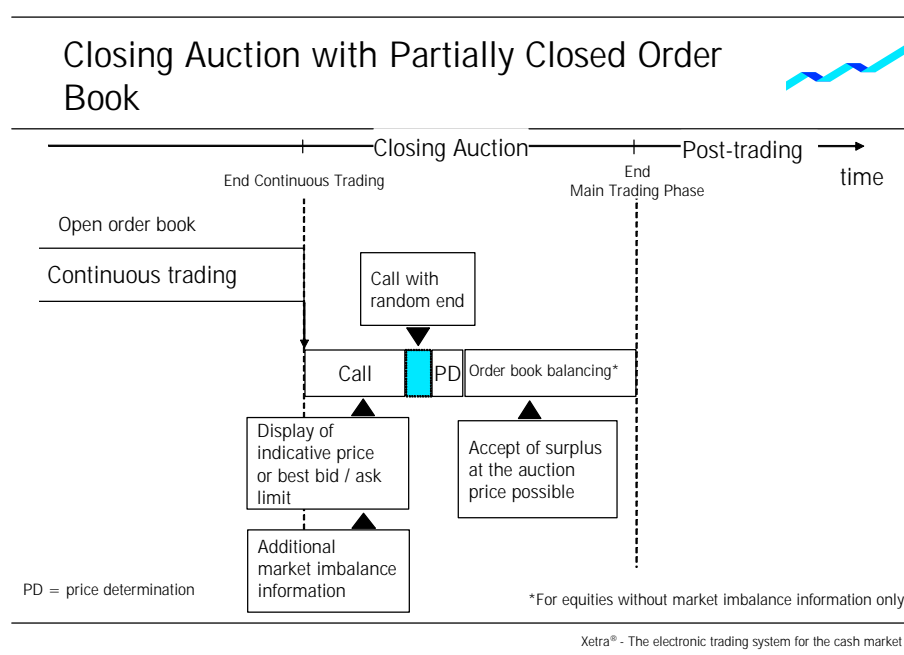 Closing Auction with Partially Closed Order
Book
Closing Auction
Post-trading
time
End Continuous Trading
End
Main Trading Phase
Open order book
Continuous trading
Call with
random end
Call
PD
Order book balancing*
Display of
indicative price
or best bid / ask
limit
Accept of surplus
at the auction
price possible
Additional
market imbalance
information
PD = price determination
*For equities without market imbalance information only
Xetra® - The electronic trading system for the cash market